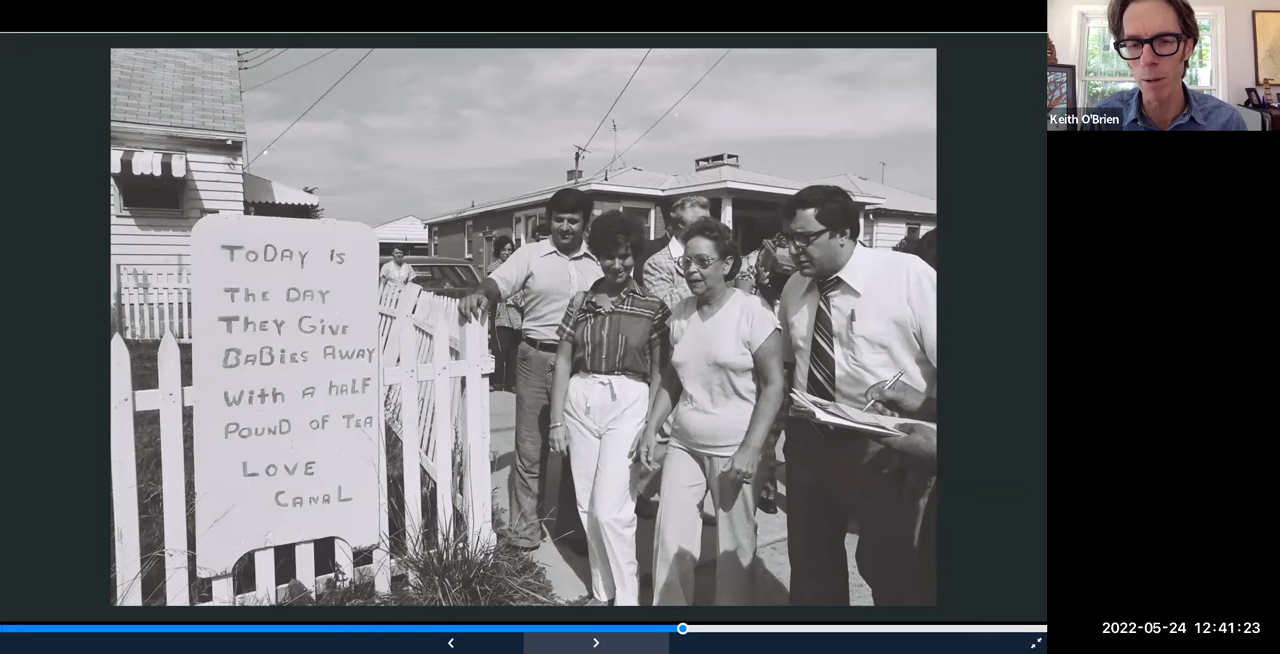 TODAY is
THE DAY
THEY GIVE
BABIES AWAY
With A hALF
POUND OF TEA
LOVE
CANAL
Keith O'Brien
2022-05-24 12:41:23